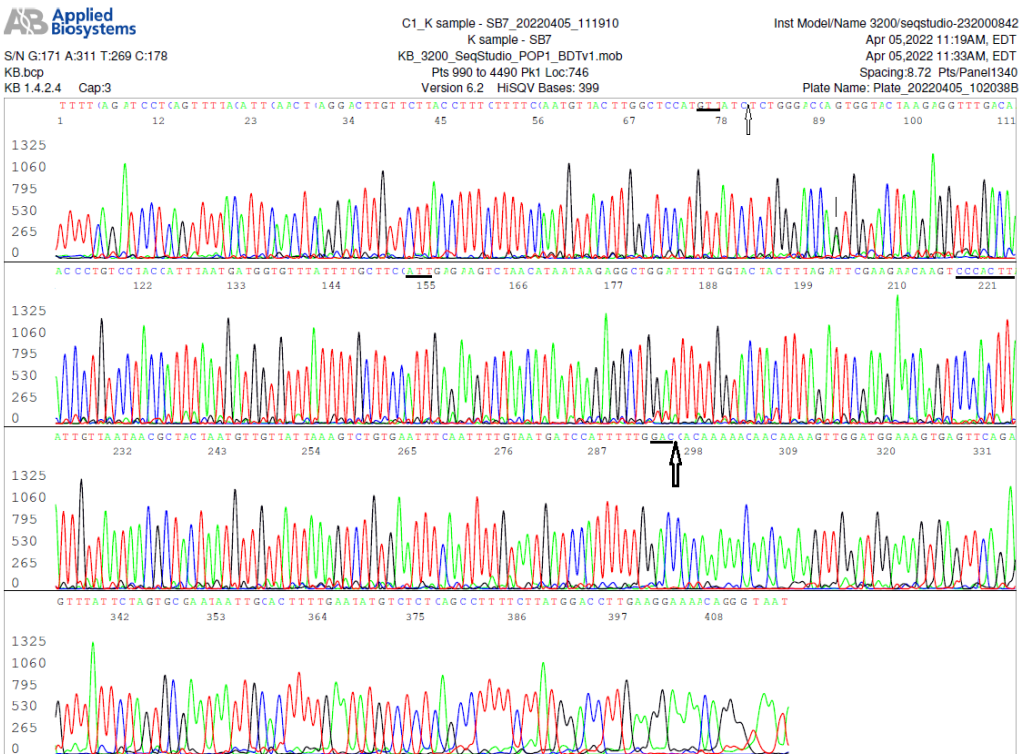 AB Applied
Biosystems
C1_K sample - SB7_20220405_111910
Inst Model/Name 3200/seqstudio-232000842
K sample - SB7
Apr 05,2022 11:19AM, EDT
S/N G:171 A:311 T:269 C:178
KB_3200_SeqStudio_POP1_BDTv1.mob
Apr 05,2022 11:33AM, EDT
KB.bcp
Pts 990 to 4490 Pk1 Loc:746
Spacing:8.72 Pts/Panel1340
KB 1.4.2.4 Cap:3
Version 6.2 HiSQV Bases: 399
Plate Name: Plate_20220405_102038B
1 12 23 34 45 56 67 78 89 100 111
1325
1060
795
530
265
0
122 133 144 155 166 177 188 199 210 221
1325
1060
795
530
265
0
ATTGTTAATAACGCTACTAATGTTGTTATTAAAGTCTGTGAATTTCAATTTTGTAATGATCCATTTTTGGACCACAAAAACAACAAAAGTTGGATGGAAAGTGAGTTCAGA
232 243 254 265 276 287 298 309 320 331
1325
1060
795
530
265
0
GTTTATTCTAGTGCGAATAATTGCACTTTTGAATATGTCTCTCAGCCTTTTCTTATGGACCTTGAAGGAAAACAGGGTAAT
342 353 364 375 386 397 408
1325
1060
795
530
265
0